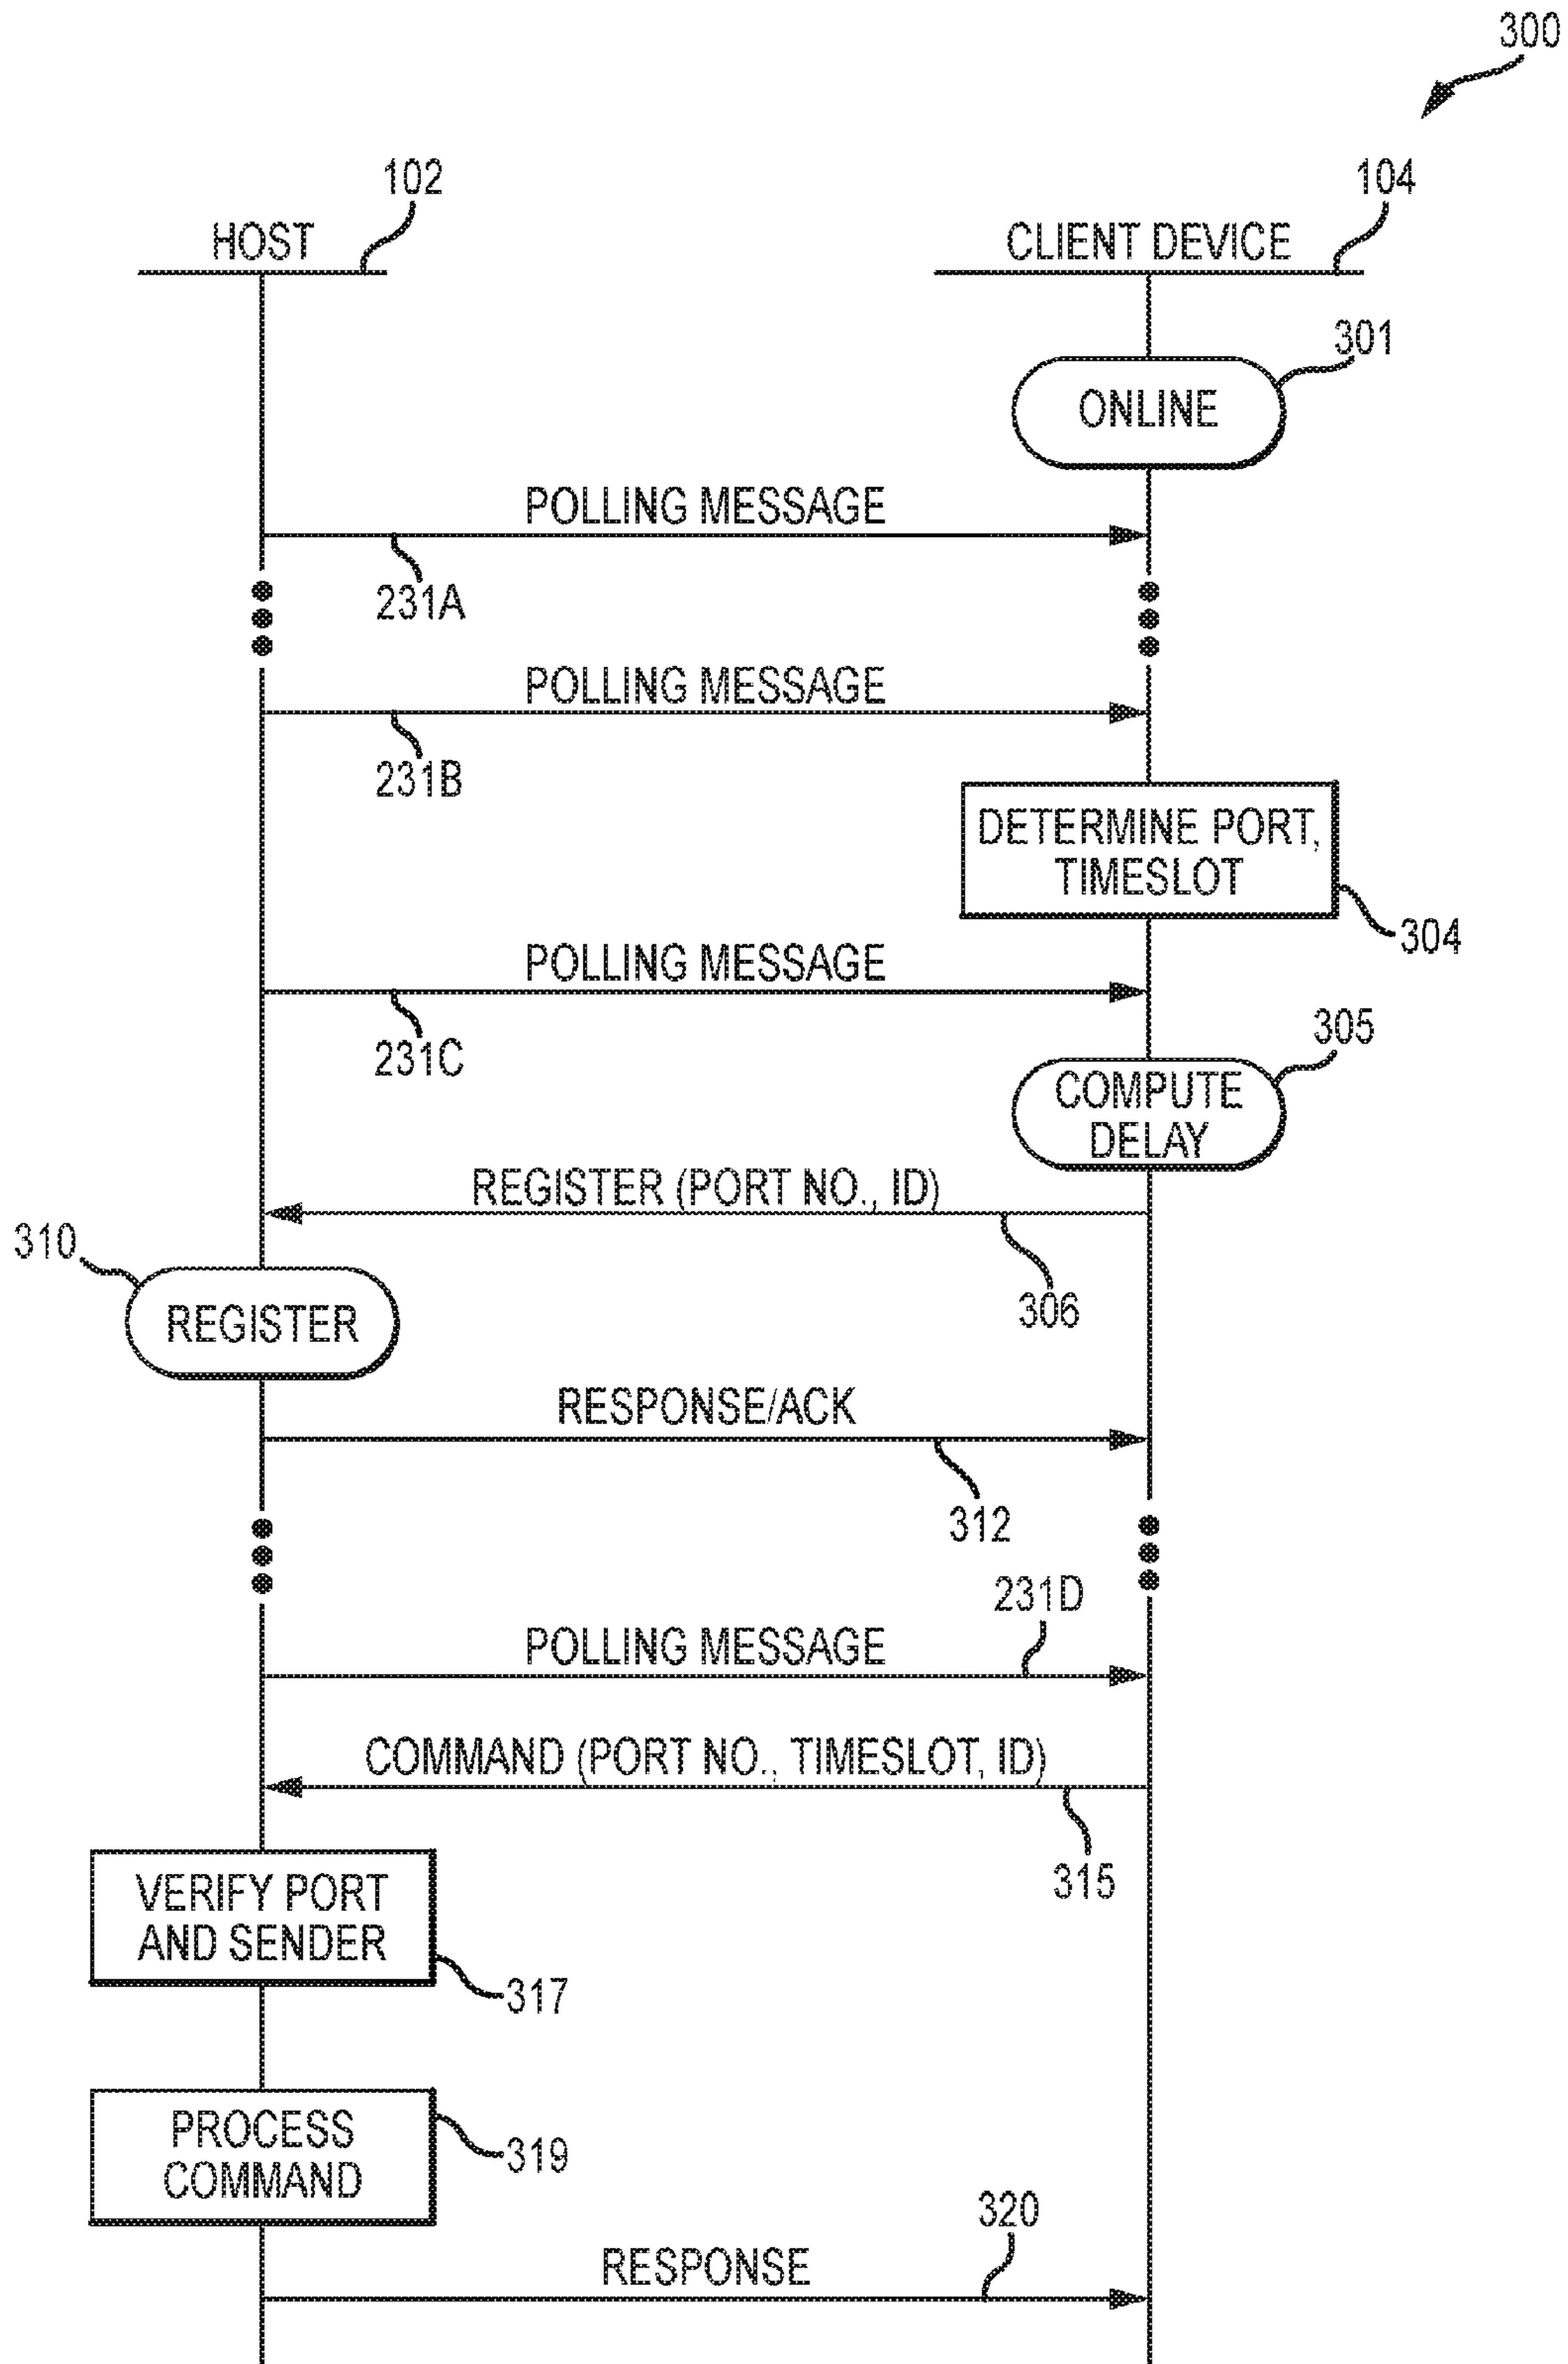 300
102
104
HOST
CLIENT DEVICE
301
ONLINE
POLLING MESSAGE
231A
POLLING MESSAGE
231B
DETERMINE PORT,
TIMESLOT
304
POLLING MESSAGE
231C
305
COMPUTE
DELAY
REGISTER (PORT NO., ID)
306
310
REGISTER
RESPONSE/ACK
312
231D
POLLING MESSAGE
COMMAND (PORT NO., TIMESLOT, ID)
315
VERIFY PORT
AND SENDER
317
PROCESS
COMMAND
319
320
RESPONSE